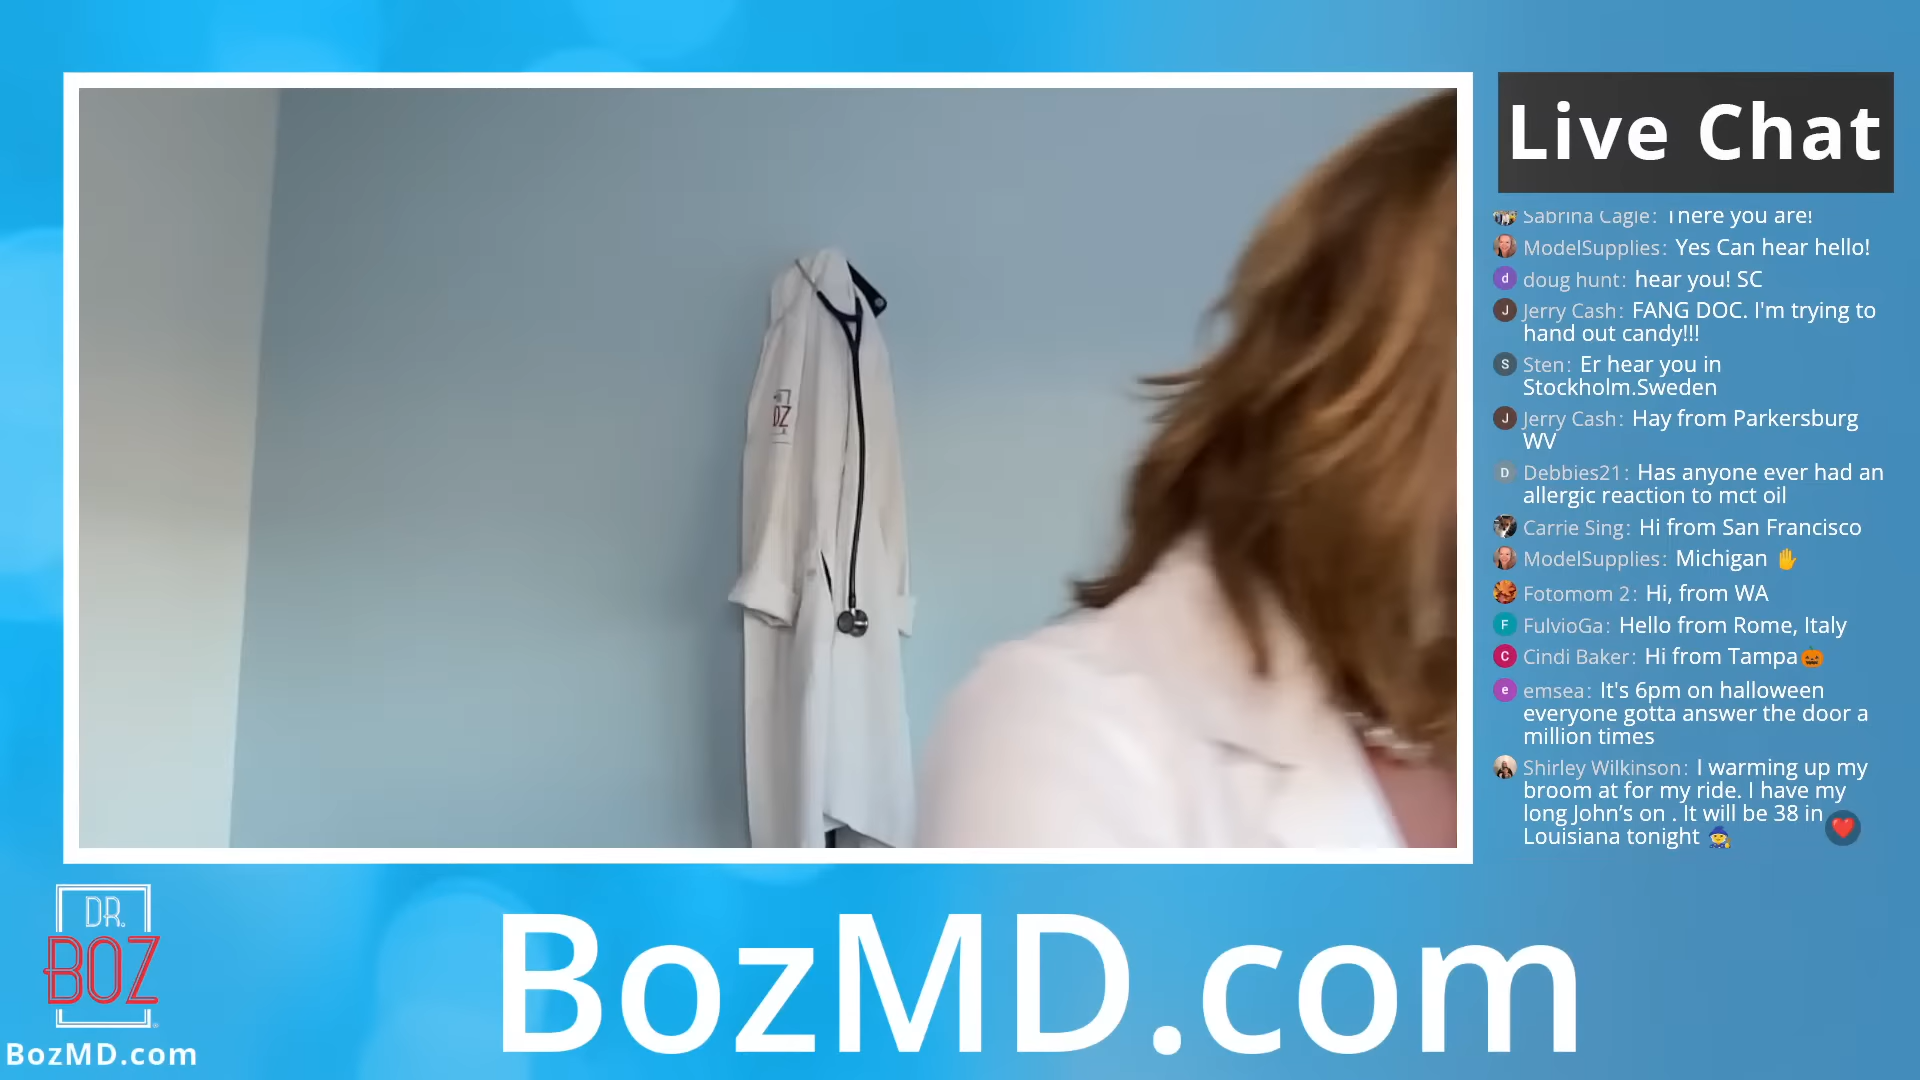 Live Chat
Sabrina Cagle: There you are!
ModelSupplies: Yes Can hear hello!
d doug hunt: hear you! SC
J Jerry Cash: FANG DOC. I'm trying to
hand out candy!!!
S Sten: Er hear you in
Stockholm.Sweden
J Jerry Cash: Hay from Parkersburg
WV
D Debbies21: Has anyone ever had an
allergic reaction to mct oil
Carrie Sing: Hi from San Francisco
ModelSupplies: Michigan ✋
Fotomom 2: Hi, from WA
F FulvioGa: Hello from Rome, Italy
C Cindi Baker: Hi from Tampa🎃
e emsea: It's 6pm on halloween
everyone gotta answer the door a
million times
Shirley Wilkinson: I warming up my
broom at for my ride. I have my
long John’s on . It will be 38 in
Louisiana tonight 🧙
OZ
DR.
BOZ
BozMD.com
BozMD.com